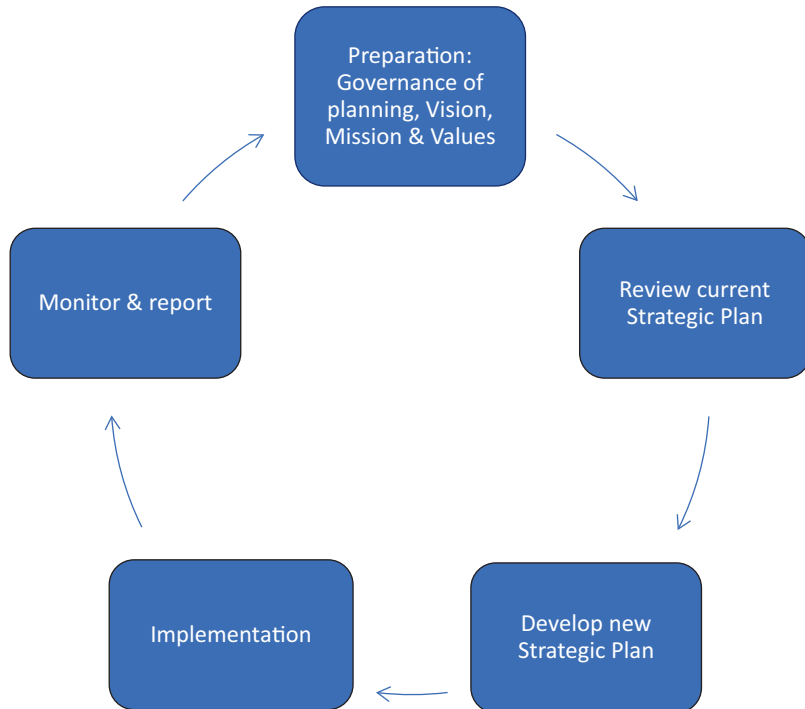 Preparation:
Governance of
planning, Vision,
Mission & Values
Review current
Strategic Plan
Develop new
Strategic Plan
Implementation
Monitor & report